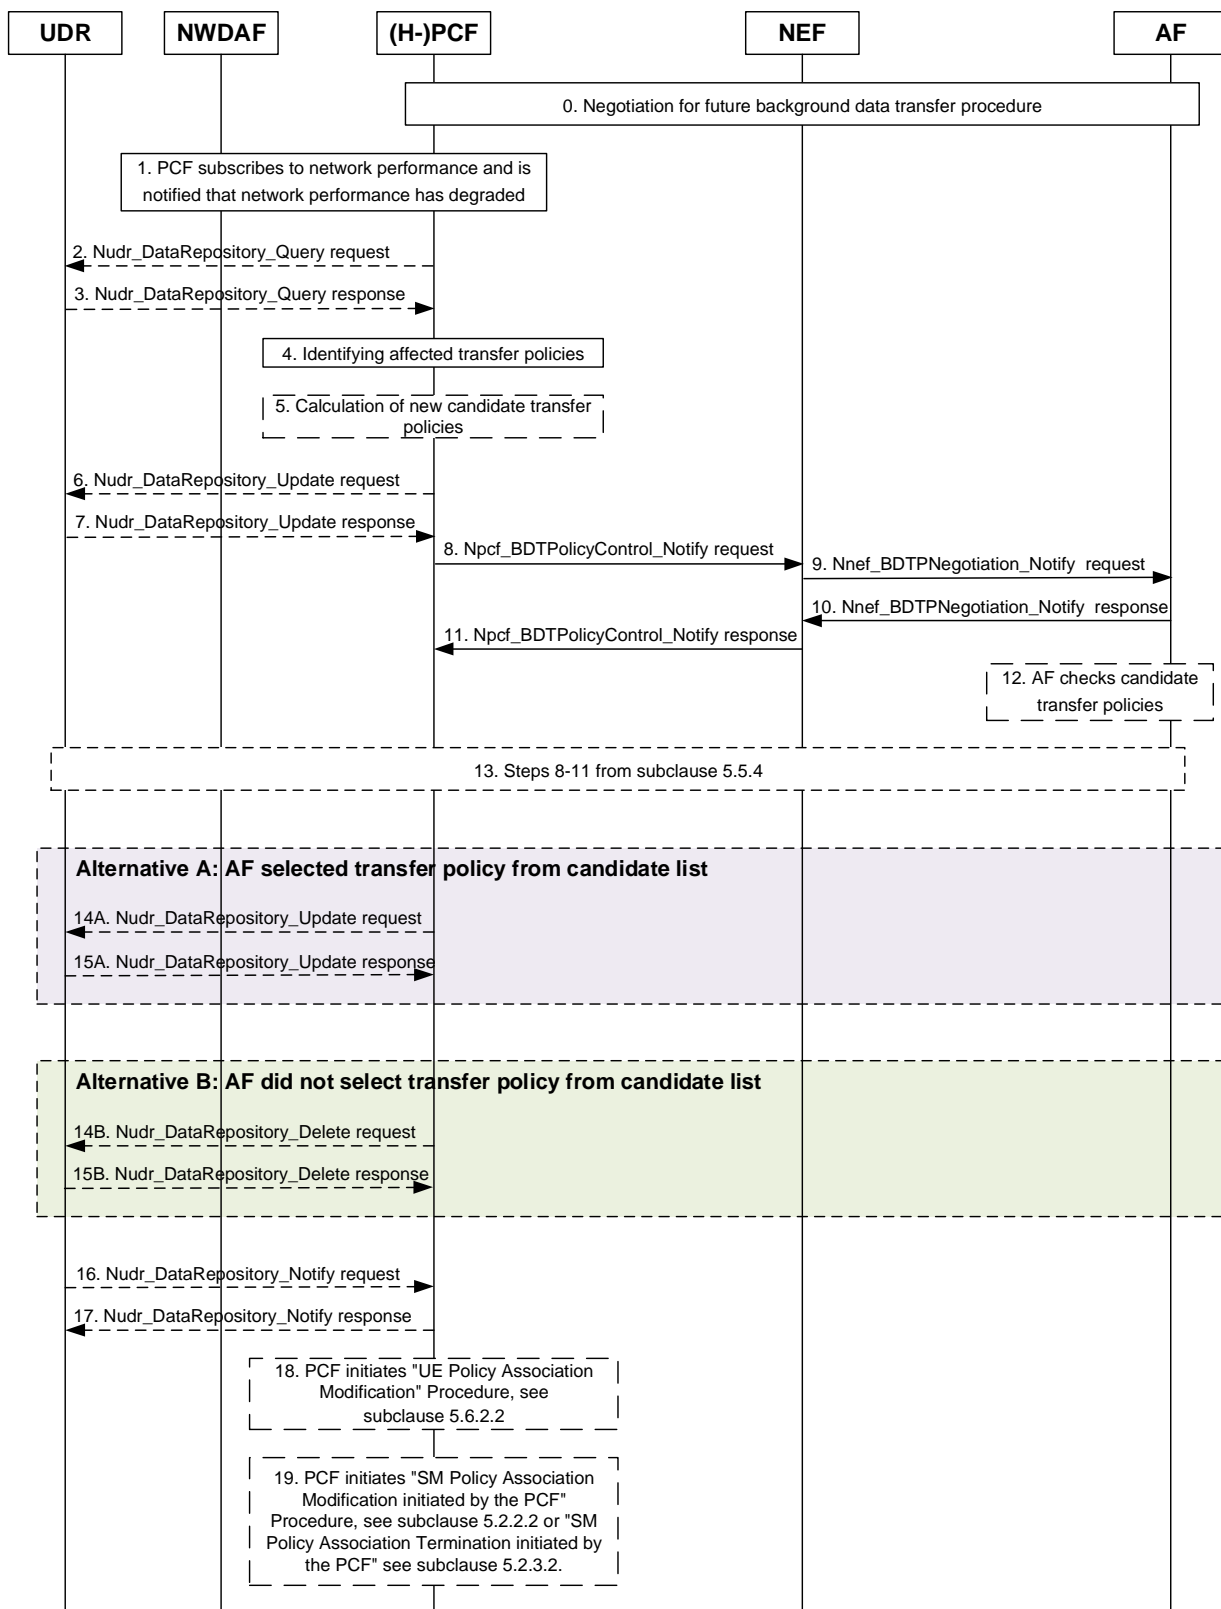 UDR
NWDAF
(H-)PCF
NEF
AF
0. Negotiation for future background data transfer procedure
1. PCF subscribes to network performance and is
notified that network performance has degraded
2. Nudr_DataRepository_Query request
3. Nudr_DataRepository_Query response
4. Identifying affected transfer policies
5. Calculation of new candidate transfer
policies
6. Nudr_DataRepository_Update request
7. Nudr_DataRepository_Update response
8. Npcf_BDTPolicyControl_Notify request
9. Nnef_BDTPNegotiation_Notify request
10. Nnef_BDTPNegotiation_Notify response
11. Npcf_BDTPolicyControl_Notify response
12. AF checks candidate
transfer policies
13. Steps 8-11 from subclause 5.5.4
Alternative A: AF selected transfer policy from candidate list
14A. Nudr_DataRepository_Update request
15A. Nudr_DataRepository_Update response
Alternative B: AF did not select transfer policy from candidate list
14B. Nudr_DataRepository_Delete request
15B. Nudr_DataRepository_Delete response
16. Nudr_DataRepository_Notify request
17. Nudr_DataRepository_Notify response
18. PCF initiates "UE Policy Association
Modification" Procedure, see
subclause 5.6.2.2
19. PCF initiates "SM Policy Association
Modification initiated by the PCF"
Procedure, see subclause 5.2.2.2 or "SM
Policy Association Termination initiated by
the PCF" see subclause 5.2.3.2.